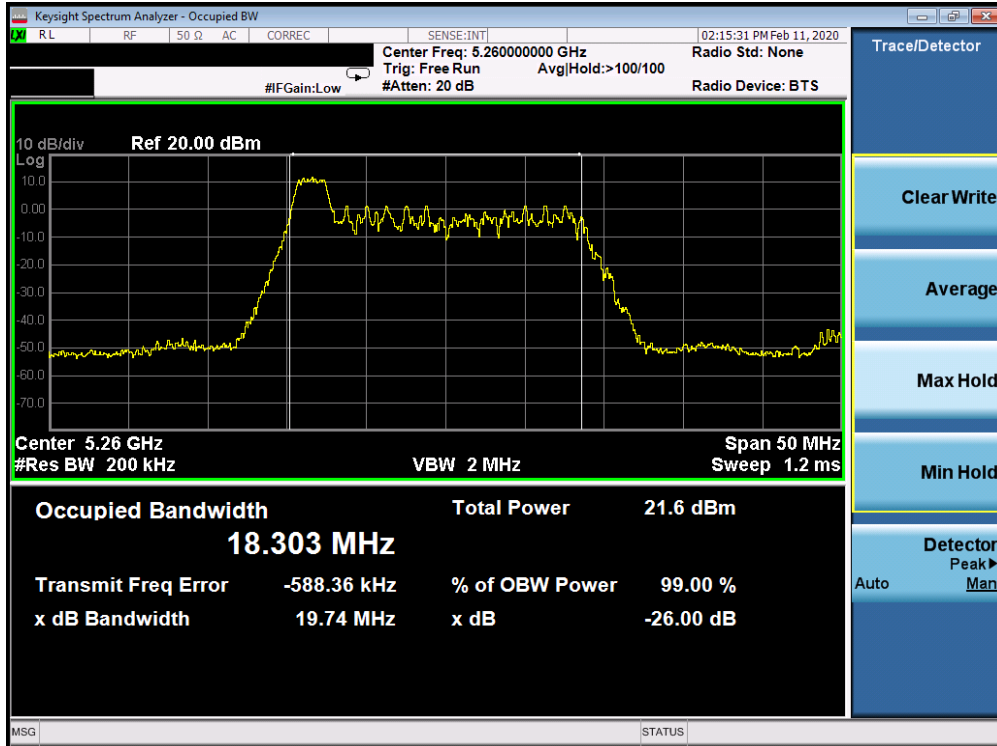 Keysight Spectrum Analyzer - Occupied BW
LXI RL RF 50 Ω AC CORREC SENSE:INT 02:15:31 PM Feb 11, 2020
Center Freq: 5.260000000 GHz Radio Std: None
Trig: Free Run Avg|Hold:>100/100
#IFGain:Low #Atten: 20 dB Radio Device: BTS
10 dB/div Ref 20.00 dBm
Log
10.0
0.00
-10.0
-20.0
-30.0
-40.0
-50.0
-60.0
-70.0
Center 5.26 GHz Span 50 MHz
#Res BW 200 kHz VBW 2 MHz Sweep 1.2 ms
Occupied Bandwidth Total Power 21.6 dBm
18.303 MHz
Transmit Freq Error -588.36 kHz % of OBW Power 99.00 %
x dB Bandwidth 19.74 MHz x dB -26.00 dB
MSG STATUS
Trace/Detector
Clear Write
Average
Max Hold
Min Hold
Detector
Peak▶
Auto Man